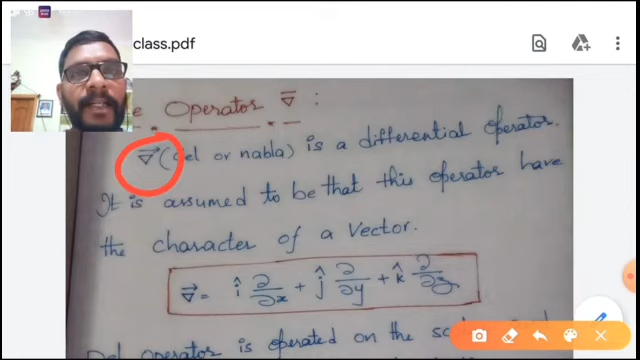 class.pdf
e Operator ∇⃗ :
∇⃗ (del or nabla) is a differential operator.
It is assumed to be that this operator have
the character of a vector.
∇⃗ = î ∂/∂x + ĵ ∂/∂y + k̂ ∂/∂z
Del operator is operated on the